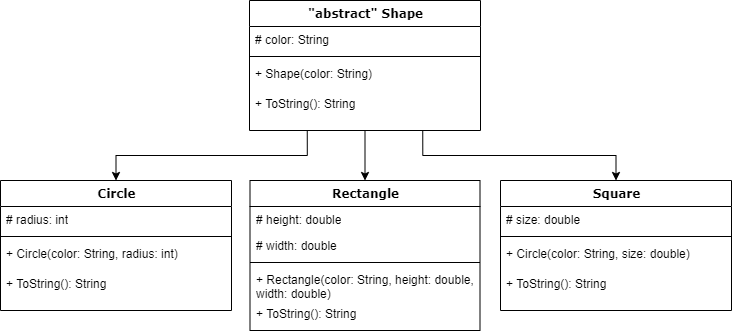 "abstract" Shape
# color: String
+ Shape(color: String)
+ ToString(): String
Circle
# radius: int
+ Circle(color: String, radius: int)
+ ToString(): String
Rectangle
# height: double
# width: double
+ Rectangle(color: String, height: double,
width: double)
+ ToString(): String
Square
# size: double
+ Circle(color: String, size: double)
+ ToString(): String